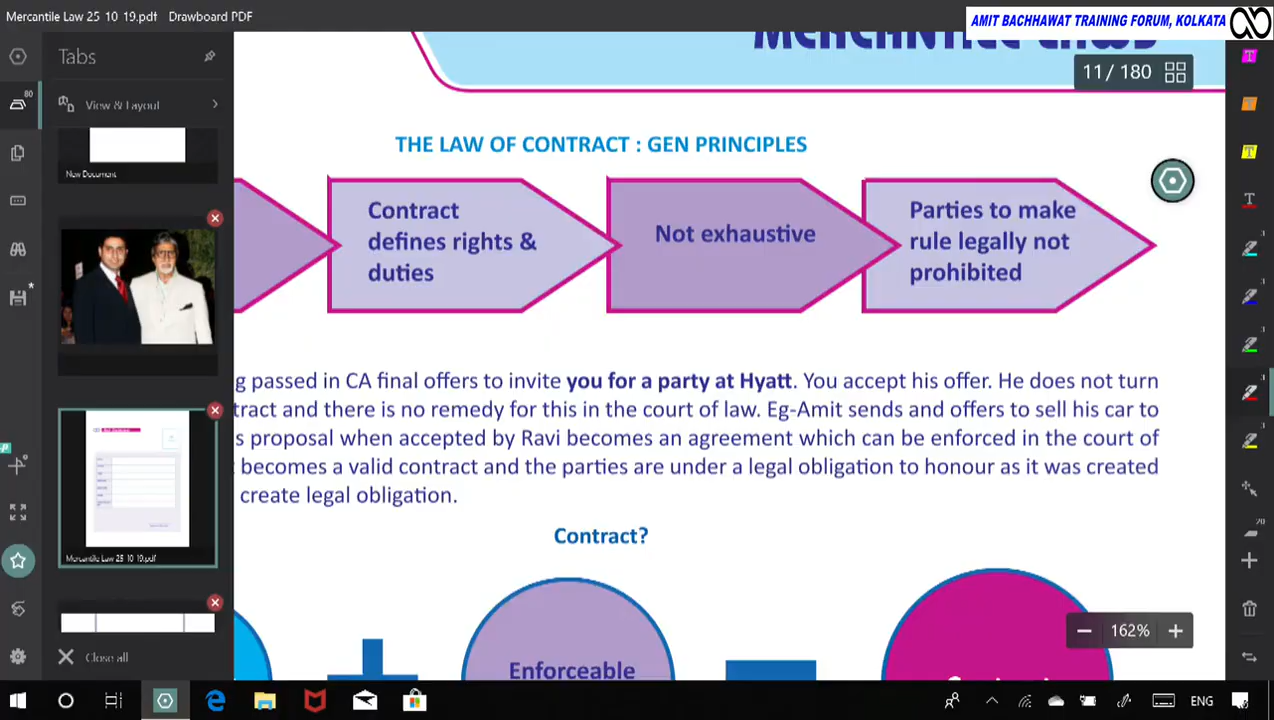 Mercantile Law 25 10 19.pdf Drawboard PDF
AMIT BACHHAWAT TRAINING FORUM, KOLKATA
Tabs
80
11 / 180
View & Layout
New Document
THE LAW OF CONTRACT : GEN PRINCIPLES
Contract
defines rights &
duties
Not exhaustive
Parties to make
rule legally not
prohibited
g passed in CA final offers to invite you for a party at Hyatt. You accept his offer. He does not turn
tract and there is no remedy for this in the court of law. Eg-Amit sends and offers to sell his car to
s proposal when accepted by Ravi becomes an agreement which can be enforced in the court of
becomes a valid contract and the parties are under a legal obligation to honour as it was created
create legal obligation.
Contract?
Mercantile Law 25 10 19.pdf
20
162%
Close all
Enforceable
ENG